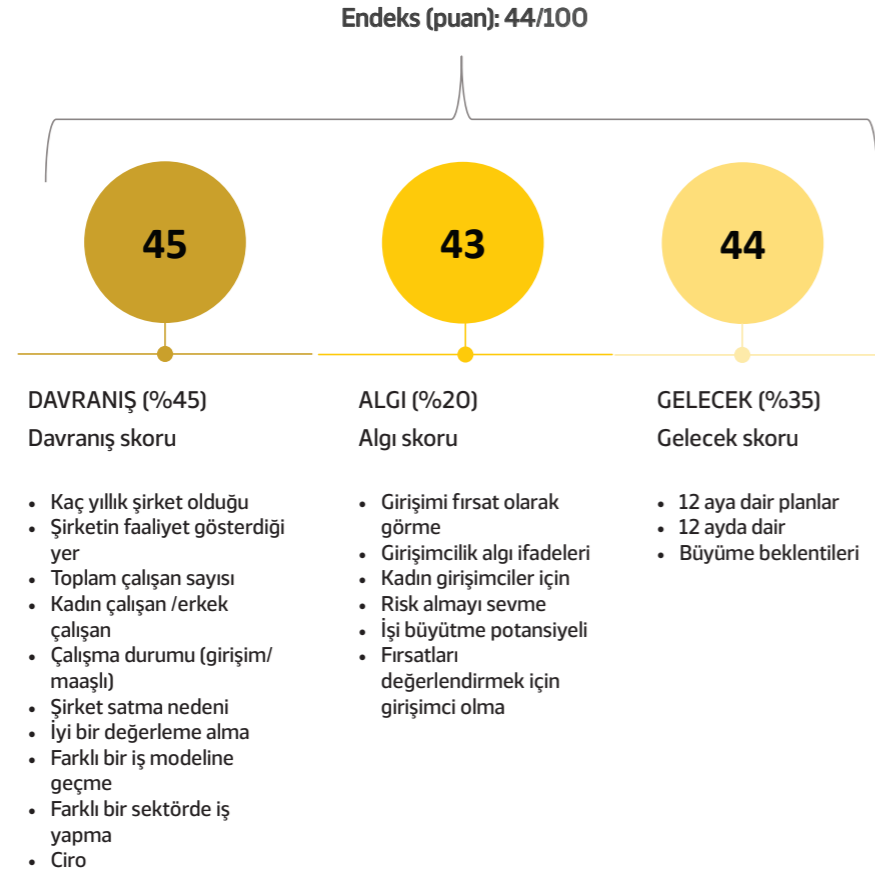 Endeks (puan): 44/100
45
43
44
DAVRANIŞ (%45)
Davranış skoru
• Kaç yıllık şirket olduğu
• Şirketin faaliyet gösterdiği
yer
• Toplam çalışan sayısı
• Kadın çalışan /erkek
çalışan
• Çalışma durumu (girişim/
maaşlı)
• Şirket satma nedeni
• İyi bir değerleme alma
• Farklı bir iş modeline
geçme
• Farklı bir sektörde iş
yapma
• Ciro
ALGI (%20)
Algı skoru
• Girişimi fırsat olarak
görme
• Girişimcilik algı ifadeleri
• Kadın girişimciler için
• Risk almayı sevme
• İşi büyütme potansiyeli
• Fırsatları
değerlendirmek için
girişimci olma
GELECEK (%35)
Gelecek skoru
• 12 aya dair planlar
• 12 ayda dair
• Büyüme beklentileri